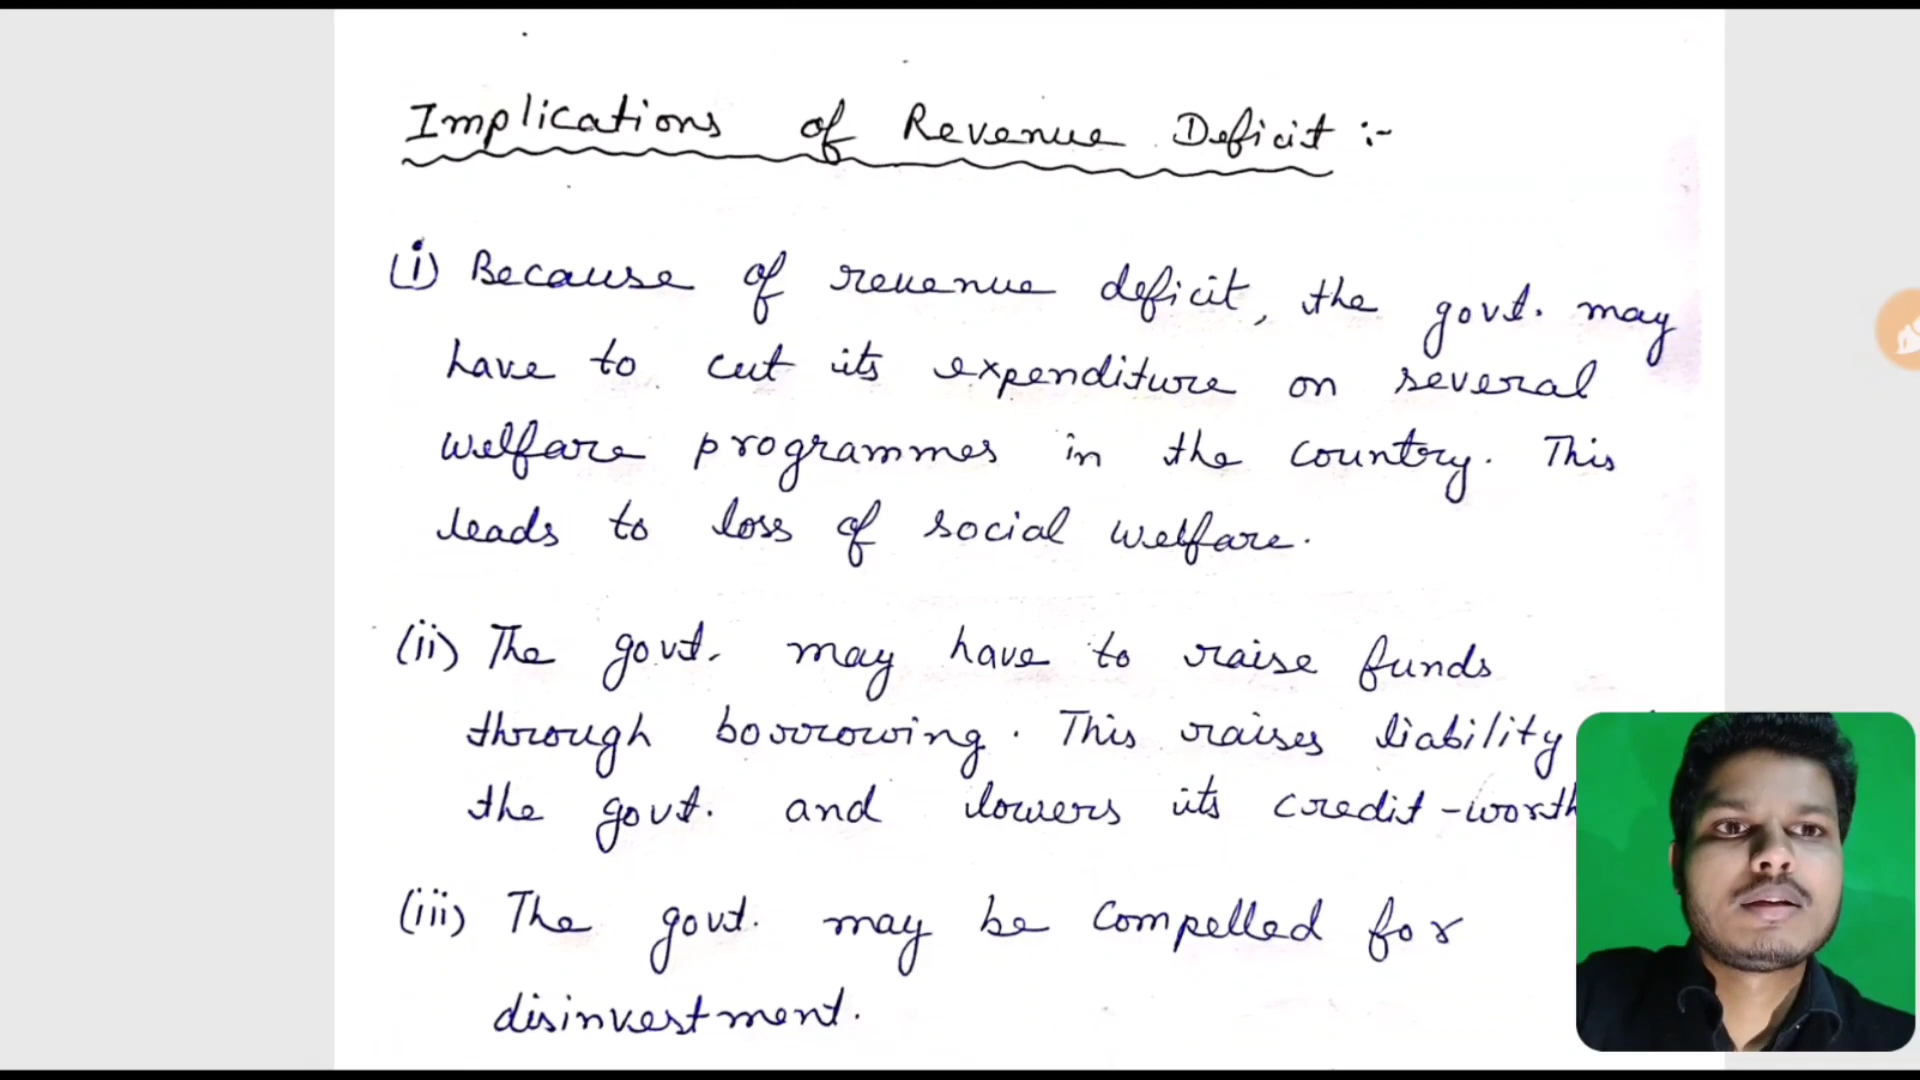 Implications of Revenue Deficit :-
(i) Because of revenue deficit, the govt. may
have to cut its expenditure on several
welfare programmes in the country. This
leads to loss of social welfare.
(ii) The govt. may have to raise funds
through borrowing. This raises liability
the govt. and lowers its credit-worth
(iii) The govt. may be compelled for
disinvestment.